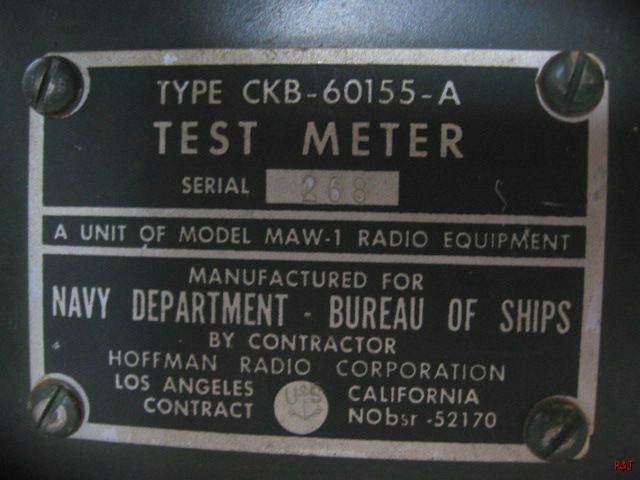 TYPE CKB-60155-A
TEST METER
SERIAL 268
A UNIT OF MODEL MAW-1 RADIO EQUIPMENT
MANUFACTURED FOR
NAVY DEPARTMENT - BUREAU OF SHIPS
BY CONTRACTOR
HOFFMAN RADIO CORPORATION
LOS ANGELES CALIFORNIA
U S
CONTRACT NObsr -52170
R&J